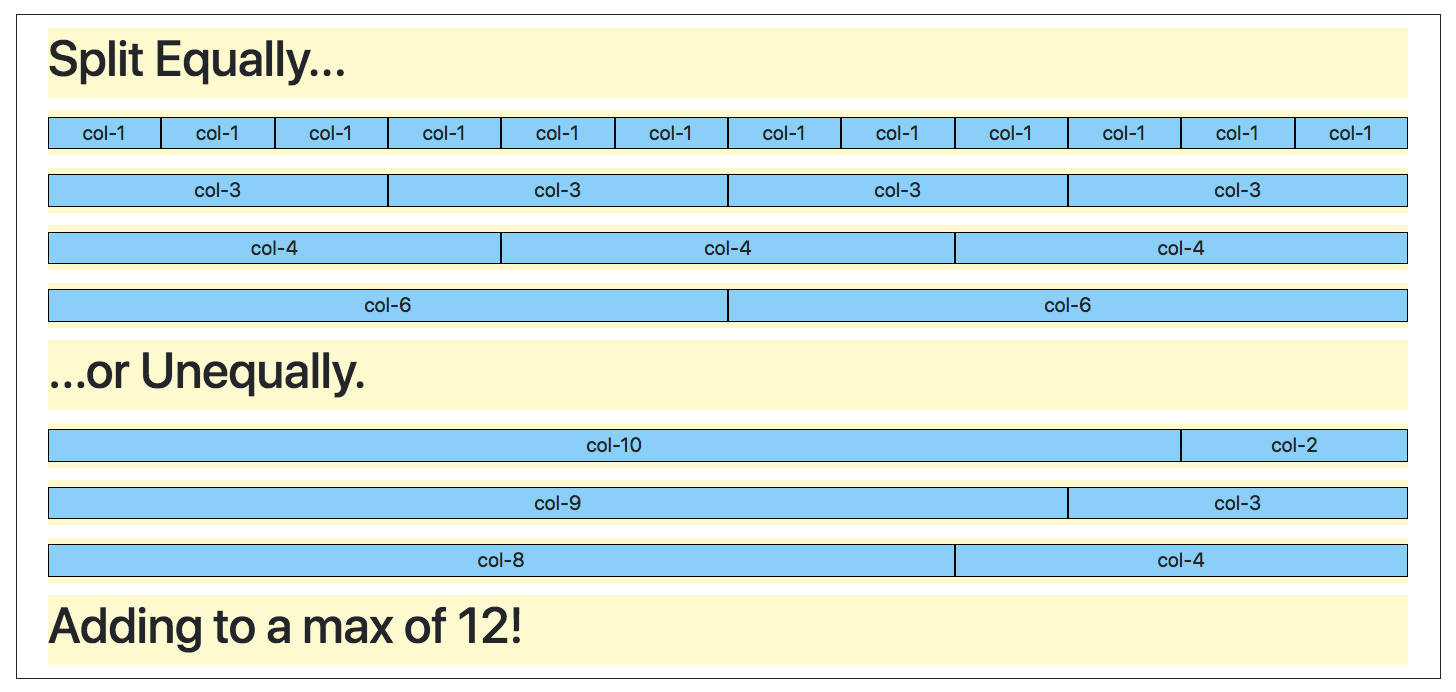 Split Equally...
col-1 col-1 col-1 col-1 col-1 col-1 col-1 col-1 col-1 col-1 col-1 col-1
col-3 col-3 col-3 col-3
col-4 col-4 col-4
col-6 col-6
...or Unequally.
col-10 col-2
col-9 col-3
col-8 col-4
Adding to a max of 12!